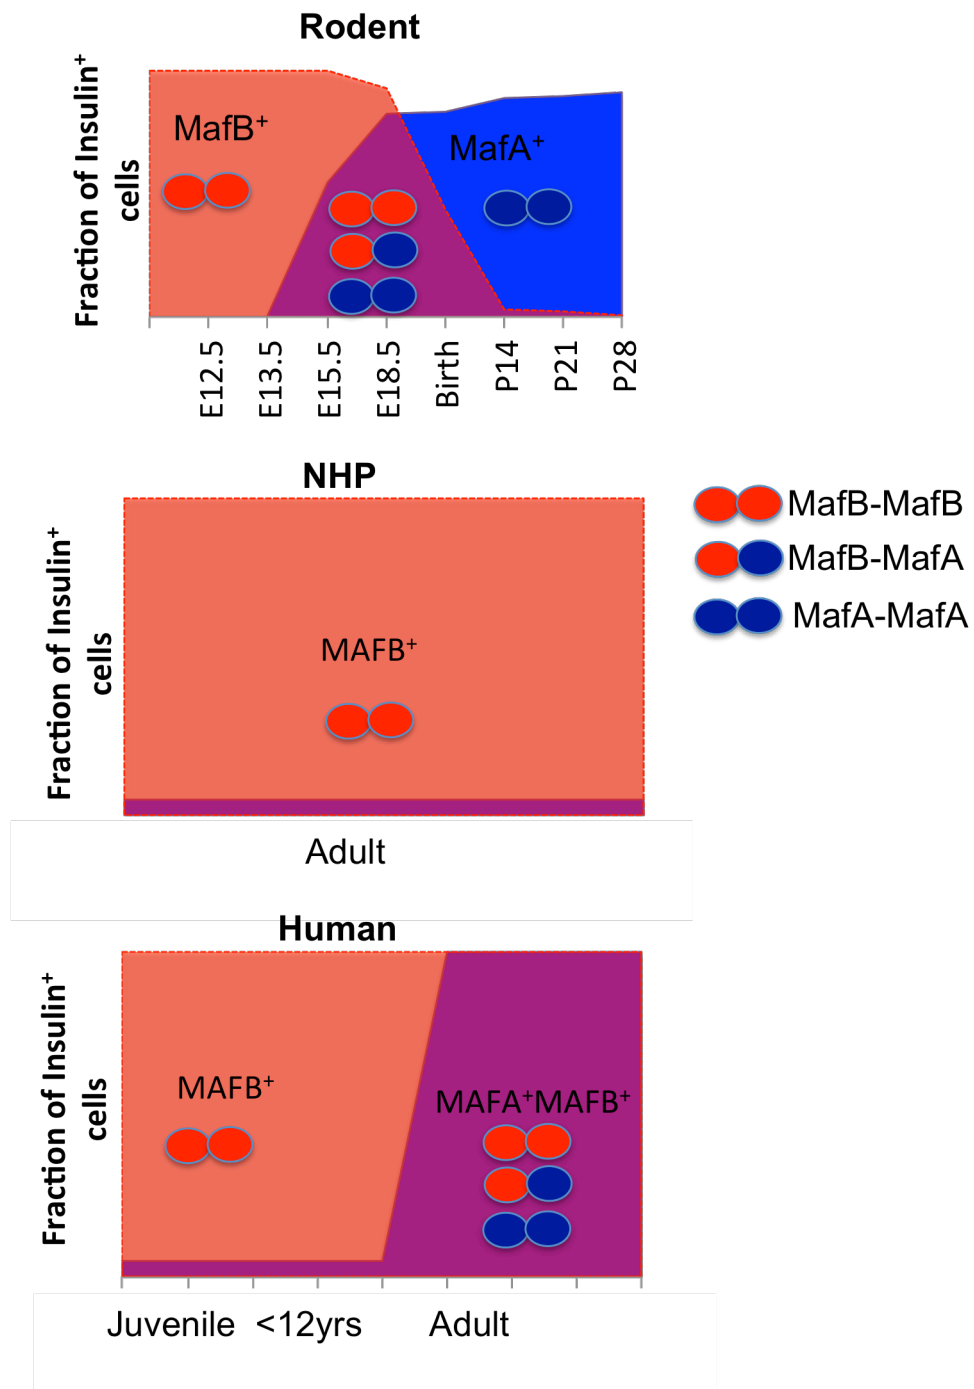 Rodent
Fraction of Insulin⁺
cells
MafB⁺
MafA⁺
E12.5
E13.5
E15.5
E18.5
Birth
P14
P21
P28
NHP
Fraction of Insulin⁺
cells
MAFB⁺
Adult
MafB-MafB
MafB-MafA
MafA-MafA
Human
Fraction of Insulin⁺
cells
MAFB⁺
MAFA⁺MAFB⁺
Juvenile <12yrs Adult